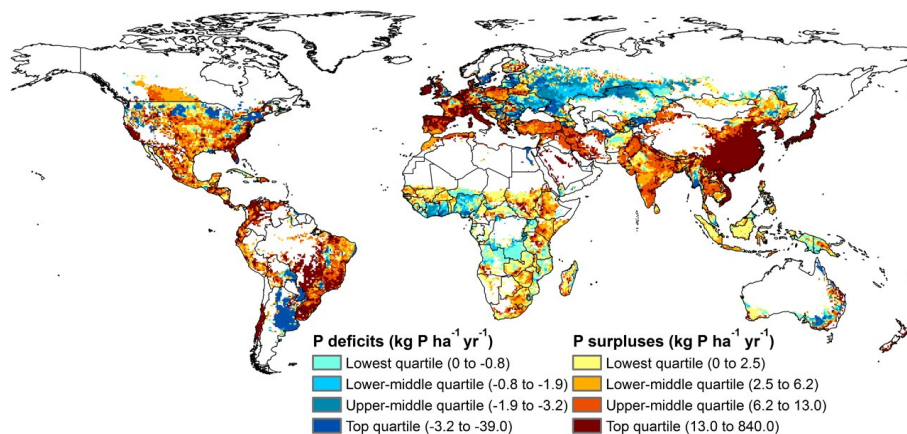 P deficits (kg P ha⁻¹ yr⁻¹)
Lowest quartile (0 to -0.8)
Lower-middle quartile (-0.8 to -1.9)
Upper-middle quartile (-1.9 to -3.2)
Top quartile (-3.2 to -39.0)
P surpluses (kg P ha⁻¹ yr⁻¹)
Lowest quartile (0 to 2.5)
Lower-middle quartile (2.5 to 6.2)
Upper-middle quartile (6.2 to 13.0)
Top quartile (13.0 to 840.0)